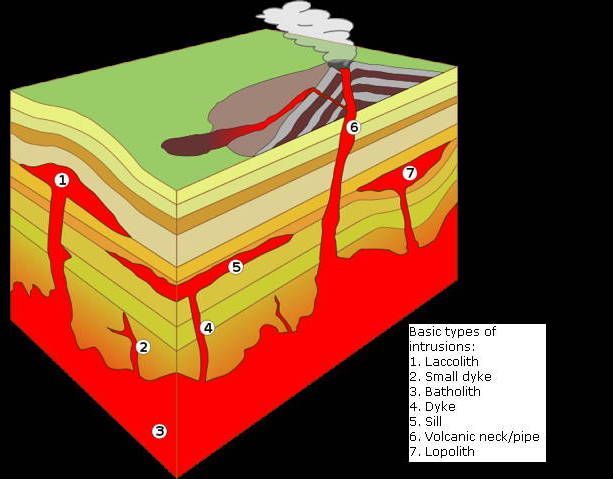 1
6
7
5
4
2
3
Basic types of
intrusions:
1. Laccolith
2. Small dyke
3. Batholith
4. Dyke
5. Sill
6. Volcanic neck/pipe
7. Lopolith